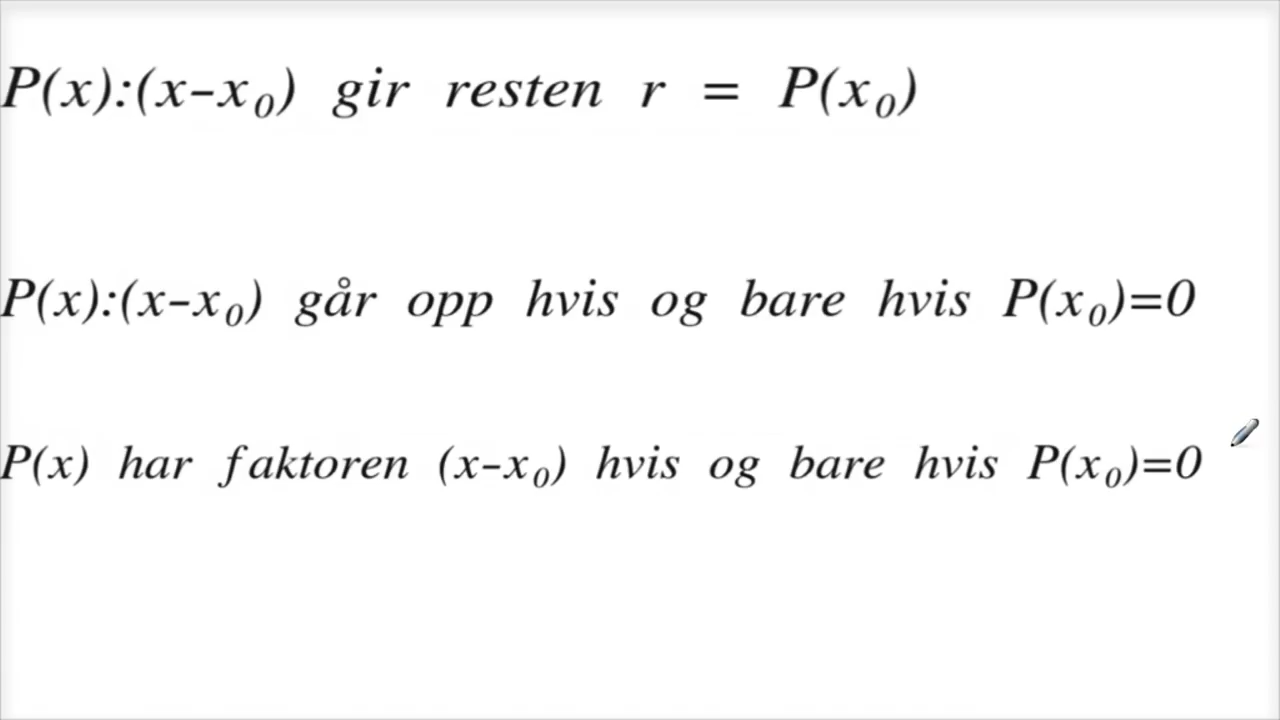 P(x):(x-x₀) gir resten r = P(x₀)
P(x):(x-x₀) går opp hvis og bare hvis P(x₀)=0
P(x) har faktoren (x-x₀) hvis og bare hvis P(x₀)=0